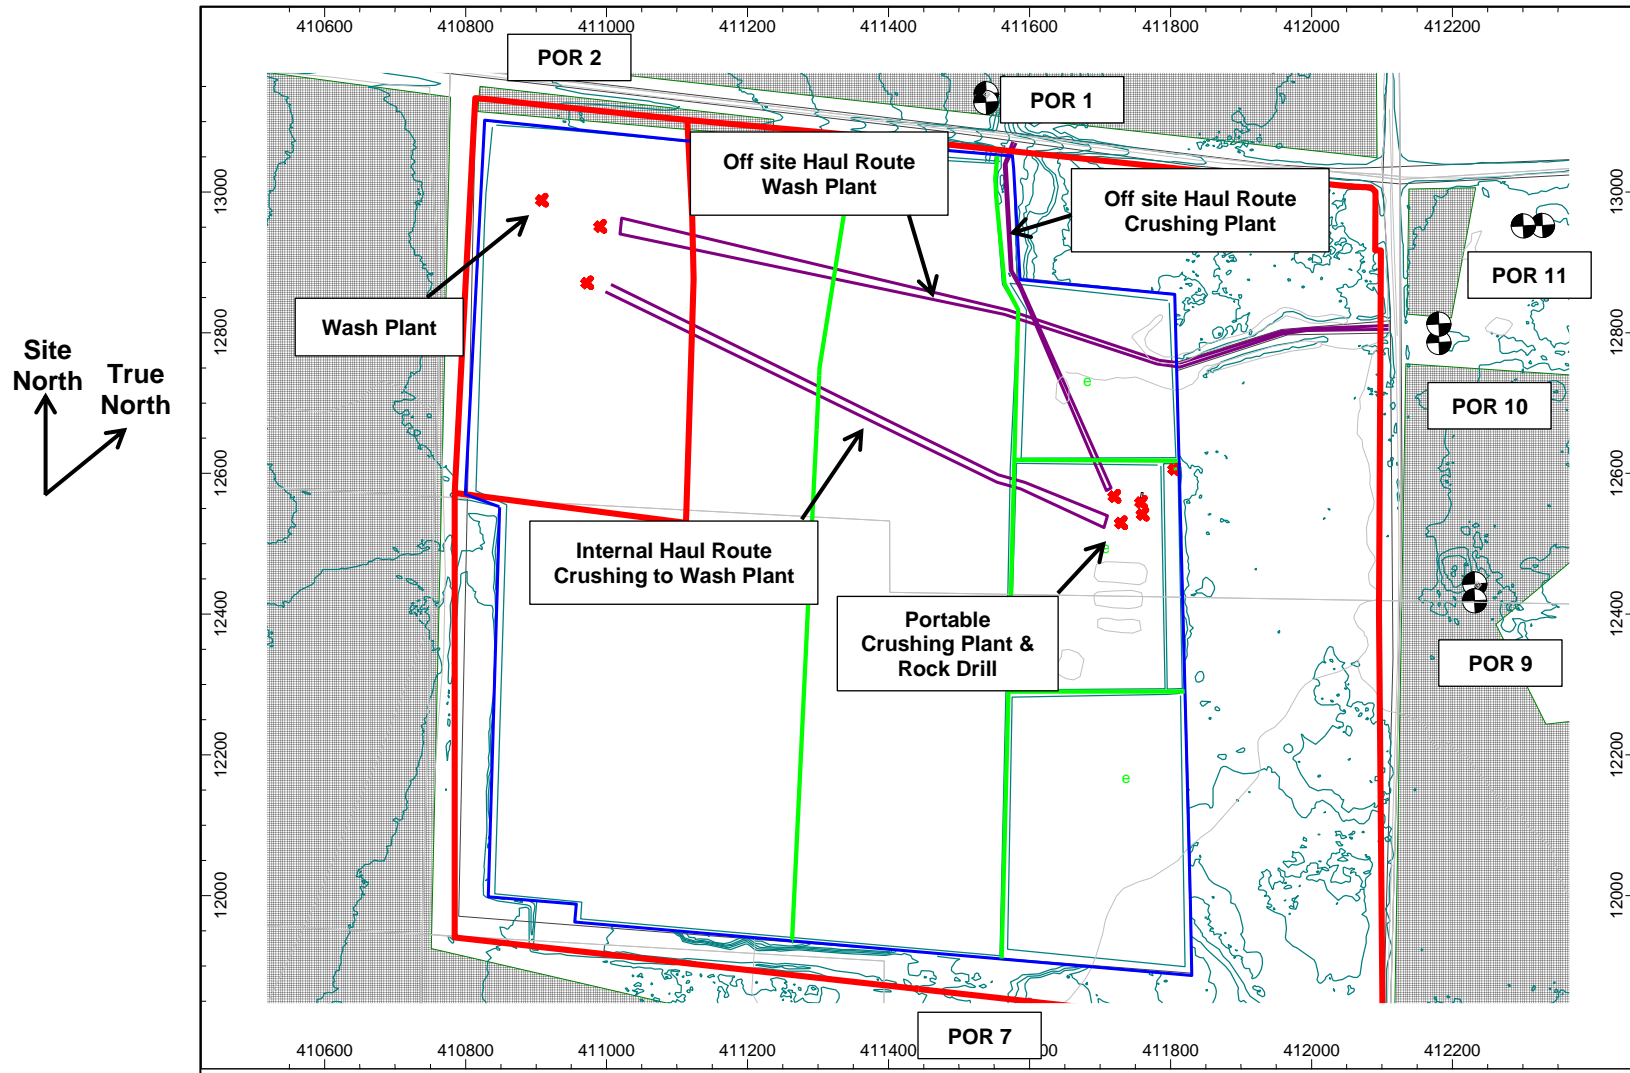 410600
410800
411000
411200
411400
411600
411800
412000
412200
POR 2
POR 1
Off site Haul Route
Wash Plant
Off site Haul Route
Crushing Plant
13000
13000
POR 11
Wash Plant
12800
12800
Site
North
True
North
e
POR 10
12600
12600
Internal Haul Route
Crushing to Wash Plant
e
Portable
Crushing Plant &
Rock Drill
12400
12400
POR 9
12200
12200
e
12000
12000
POR 7
410600
410800
411000
411200
411400
411600
411800
412000
412200